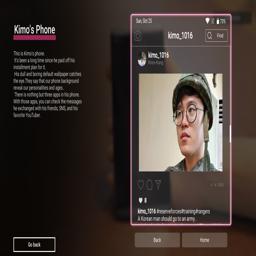 Kimo's Phone
This is Kimo's phone.
It's been a long time since he paid off his
installment plan for it.
His dull and boring default wallpaper catches
the eye. They say that our phone background
reveal our personalities and ages.
There is nothing but three apps in his phone.
With those apps, you can check the messages
he exchanged with his friends, SNS, and his
favorite YouTuber.
Go back
Sun, Oct 25
72%
kimo_1016
Find
kimo_1016
kimo_1016 #reserveforces#training#rangers
A Korean man should go to an army.
Back
Home